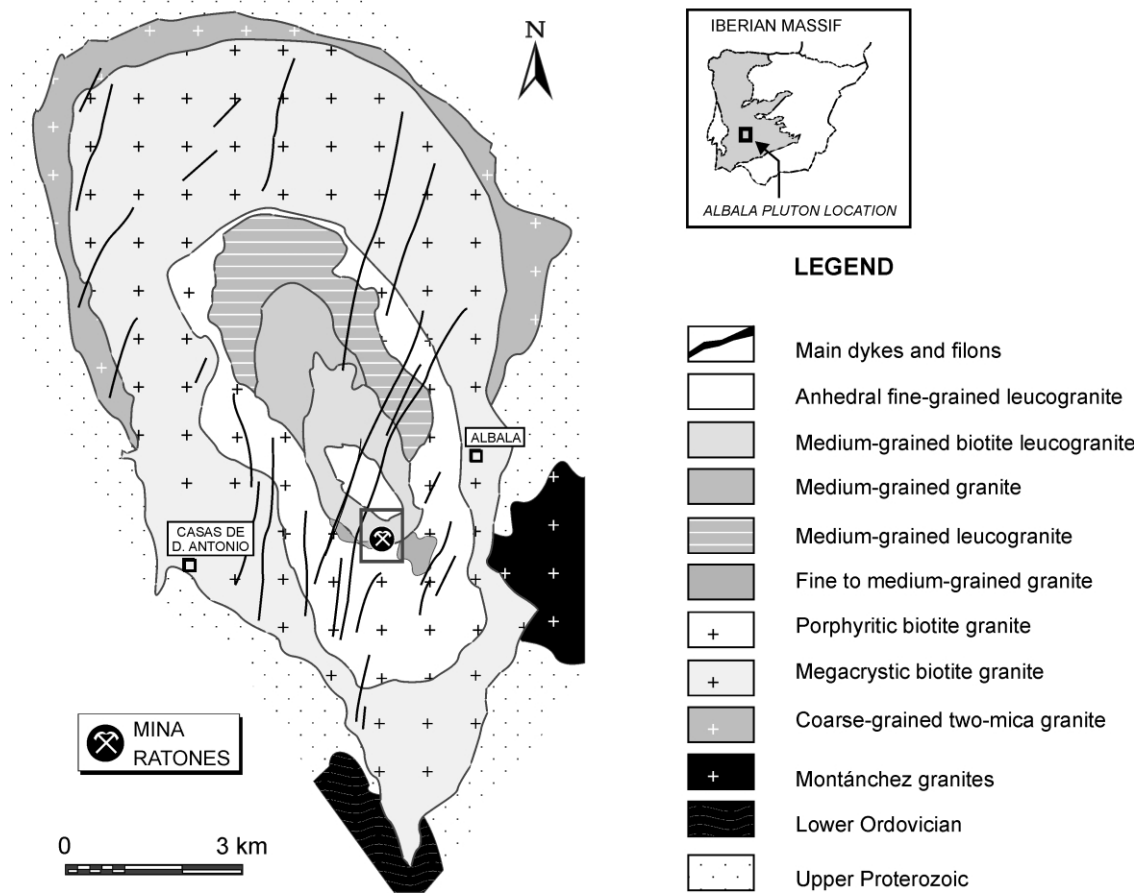 N
IBERIAN MASSIF
ALBALA PLUTON LOCATION
ALBALA
CASAS DE
D. ANTONIO
MINA
RATONES
0 3 km
LEGEND
Main dykes and filons
Anhedral fine-grained leucogranite
Medium-grained biotite leucogranite
Medium-grained granite
Medium-grained leucogranite
Fine to medium-grained granite
Porphyritic biotite granite
Megacrystic biotite granite
Coarse-grained two-mica granite
Montánchez granites
Lower Ordovician
Upper Proterozoic